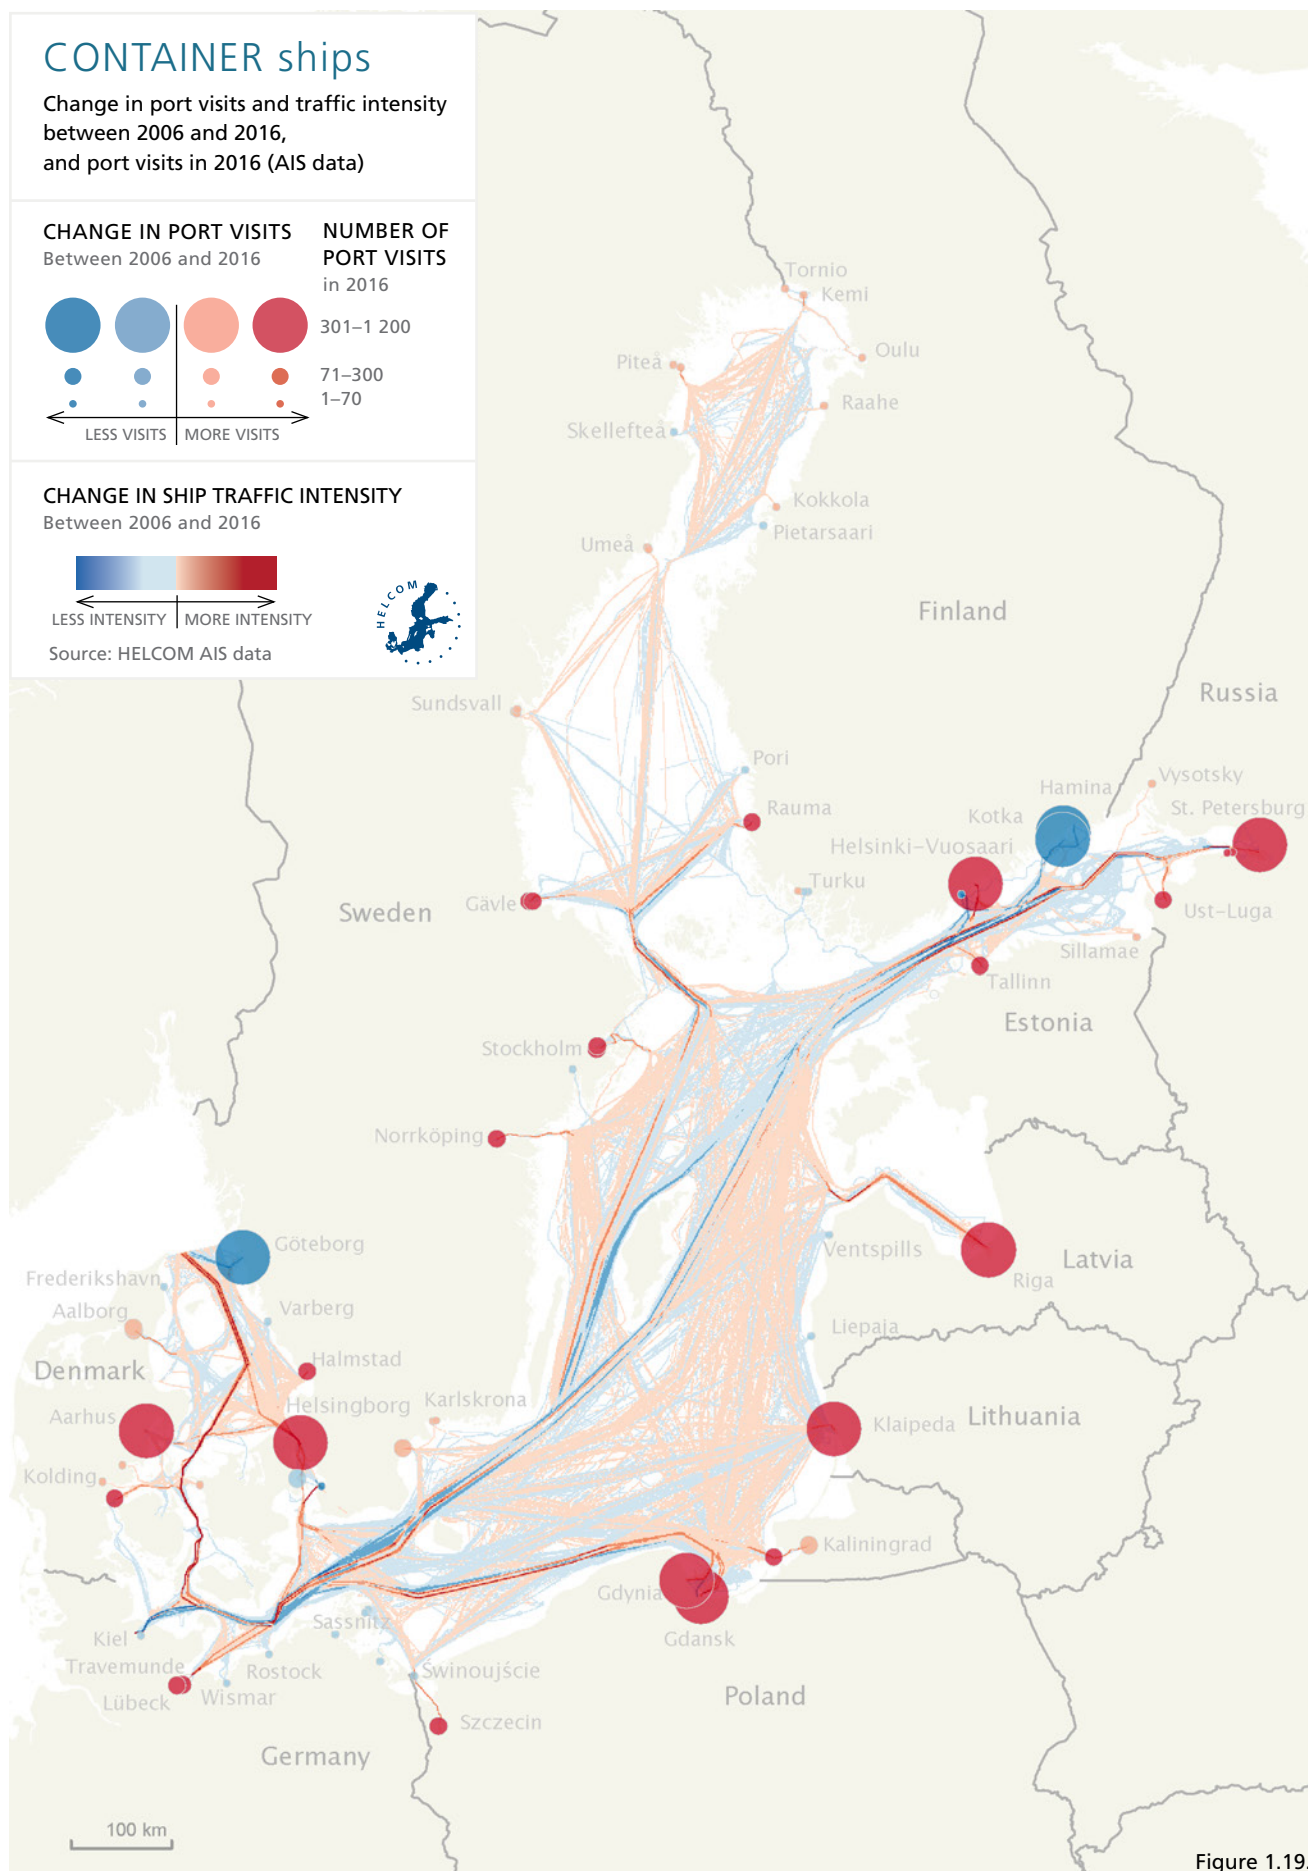 CONTAINER ships
Change in port visits and traffic intensity
between 2006 and 2016,
and port visits in 2016 (AIS data)
CHANGE IN PORT VISITS
Between 2006 and 2016
NUMBER OF
PORT VISITS
in 2016
301–1 200
71–300
1–70
LESS VISITS
MORE VISITS
CHANGE IN SHIP TRAFFIC INTENSITY
Between 2006 and 2016
LESS INTENSITY
MORE INTENSITY
Source: HELCOM AIS data
HELCOM
Tornio
Kemi
Oulu
Piteå
Raahe
Skellefteå
Kokkola
Pietarsaari
Umeå
Finland
Russia
Sundsvall
Pori
Vysotsky
Hamina
Rauma
St. Petersburg
Kotka
Helsinki–Vuosaari
Turku
Gävle
Sweden
Ust–Luga
Sillamae
Tallinn
Estonia
Stockholm
Norrköping
Göteborg
Ventspills
Latvia
Riga
Frederikshavn
Aalborg
Varberg
Liepaja
Denmark
Halmstad
Karlskrona
Helsingborg
Aarhus
Klaipeda
Lithuania
Kolding
Kaliningrad
Gdynia
Gdansk
Sassnitz
Kiel
Travemunde
Rostock
Świnoujście
Lübeck
Wismar
Poland
Szczecin
Germany
100 km
Figure 1.19.